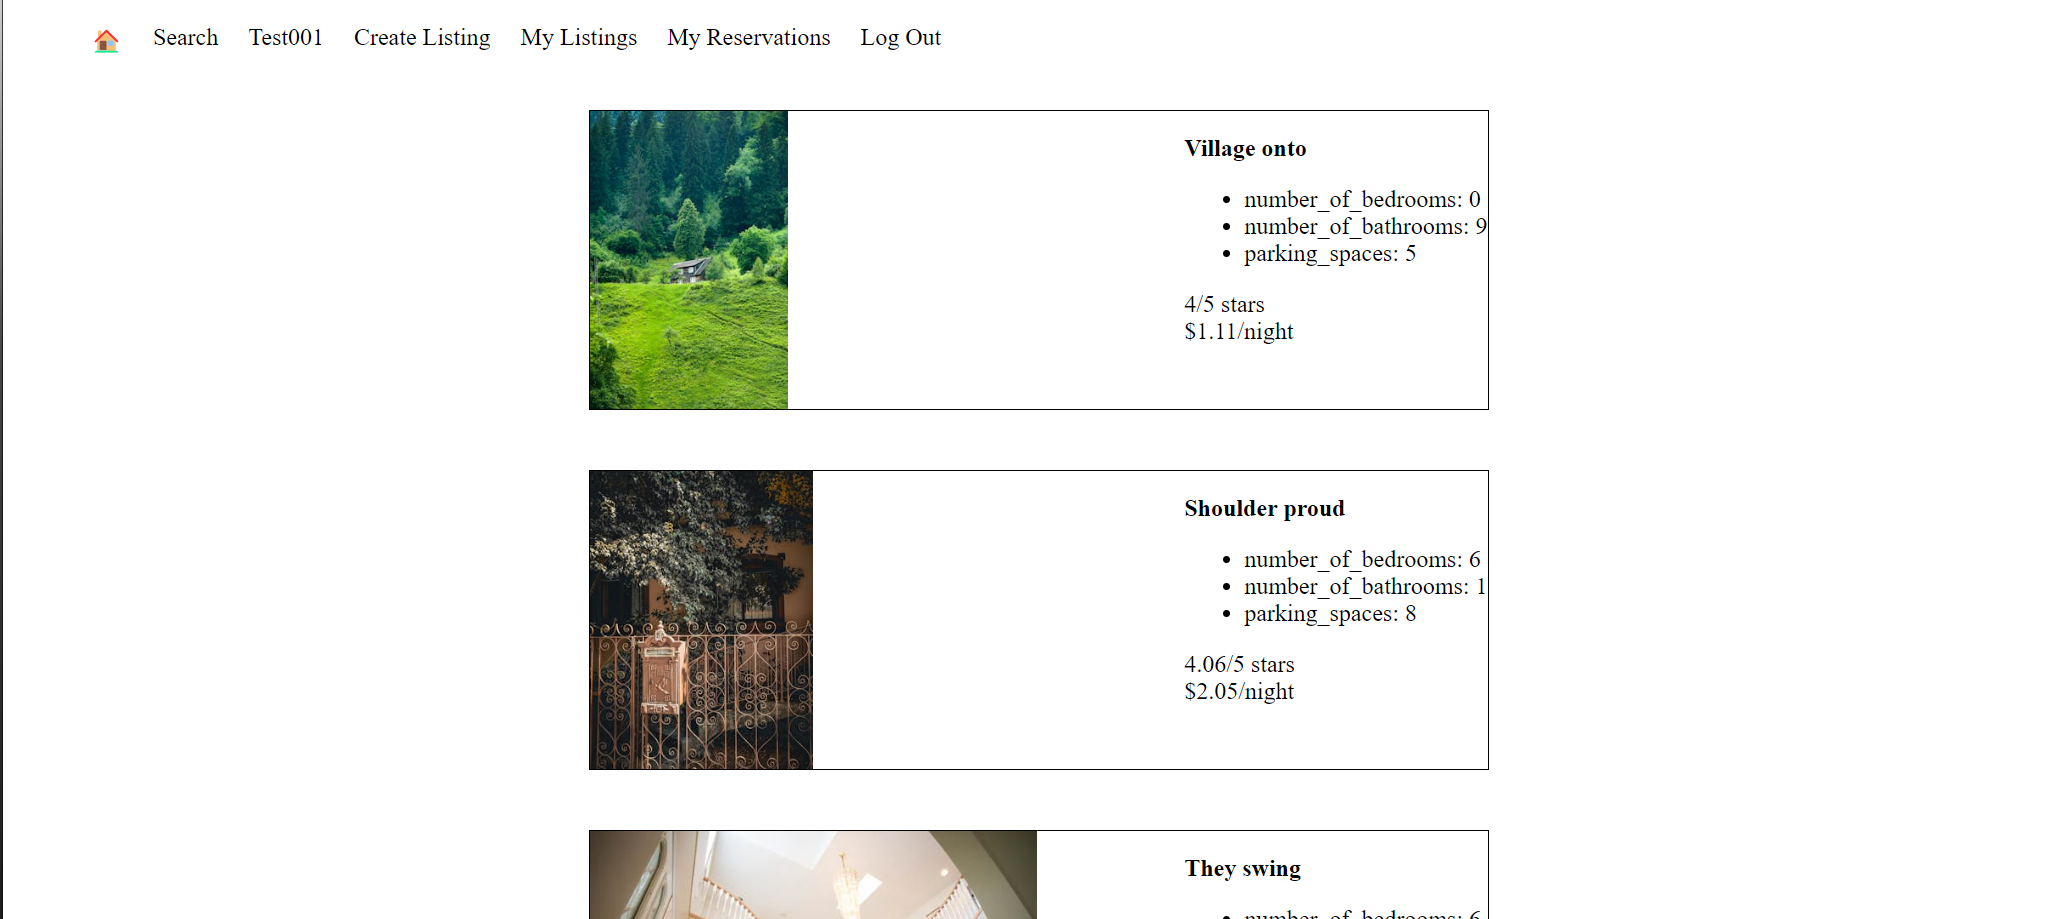 Search Test001 Create Listing My Listings My Reservations Log Out
Village onto
number_of_bedrooms: 0
number_of_bathrooms: 9
parking_spaces: 5
4/5 stars
$1.11/night
Shoulder proud
number_of_bedrooms: 6
number_of_bathrooms: 1
parking_spaces: 8
4.06/5 stars
$2.05/night
They swing
number_of_bedrooms: 6